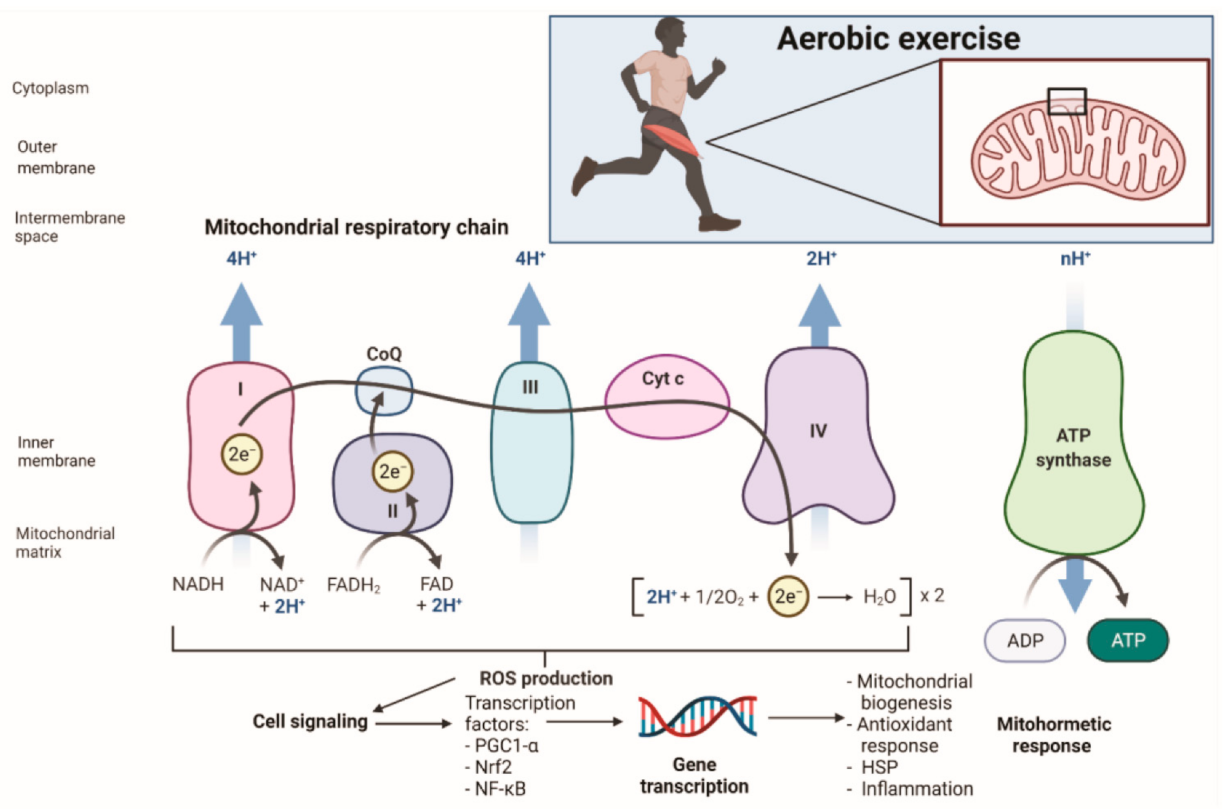 Aerobic exercise
Cytoplasm
Outer
membrane
Intermembrane
space
Mitochondrial respiratory chain
4H⁺
4H⁺
2H⁺
nH⁺
CoQ
I
III
Cyt c
IV
ATP
synthase
Inner
membrane
2e⁻
2e⁻
II
Mitochondrial
matrix
NADH
NAD⁺
+ 2H⁺
FADH₂
FAD
+ 2H⁺
[2H⁺ + 1/2O₂ + 2e⁻ → H₂O] x 2
ADP
ATP
ROS production
Cell signaling
Transcription
factors:
- PGC1-α
- Nrf2
- NF-κB
Gene
transcription
- Mitochondrial
biogenesis
- Antioxidant
response
- HSP
- Inflammation
Mitohormetic
response